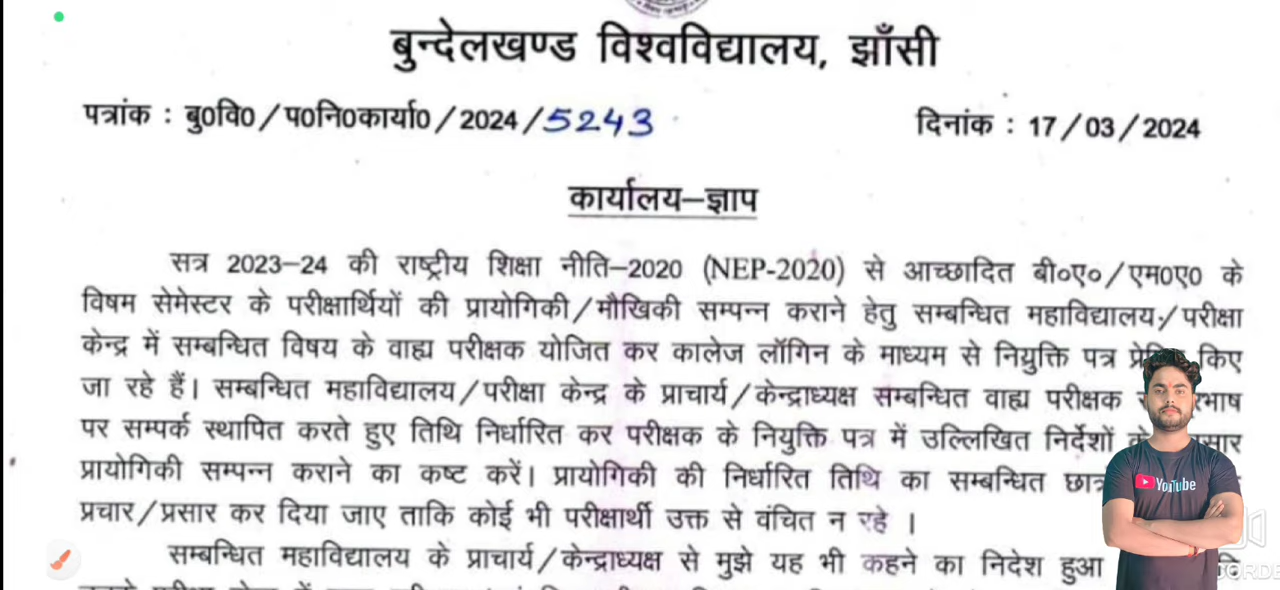 बुन्देलखण्ड विश्वविद्यालय, झाँसी
पत्रांक : बु0वि0/प0नि0कार्या0/2024/5243 दिनांक : 17/03/2024
कार्यालय–ज्ञाप
सत्र 2023–24 की राष्ट्रीय शिक्षा नीति–2020 (NEP-2020) से आच्छादित बी०ए०/एम0ए0 के
विषम सेमेस्टर के परीक्षार्थियों की प्रायोगिकी/मौखिकी सम्पन्न कराने हेतु सम्बन्धित महाविद्यालय/परीक्षा
केन्द्र में सम्बन्धित विषय के वाह्य परीक्षक योजित कर कालेज लॉगिन के माध्यम से नियुक्ति पत्र किए
जा रहे हैं। सम्बन्धित महाविद्यालय/परीक्षा केन्द्र के प्राचार्य/केन्द्राध्यक्ष सम्बन्धित वाह्य परीक्षक
पर सम्पर्क स्थापित करते हुए तिथि निर्धारित कर परीक्षक के नियुक्ति पत्र में उल्लिखित निर्देशों
प्रायोगिकी सम्पन्न कराने का कष्ट करें। प्रायोगिकी की निर्धारित तिथि का सम्बन्धित
प्रचार/प्रसार कर दिया जाए ताकि कोई भी परीक्षार्थी उक्त से वंचित न रहे ।
सम्बन्धित महाविद्यालय के प्राचार्य/केन्द्राध्यक्ष से मुझे यह भी कहने का निदेश हुआ
YouTube